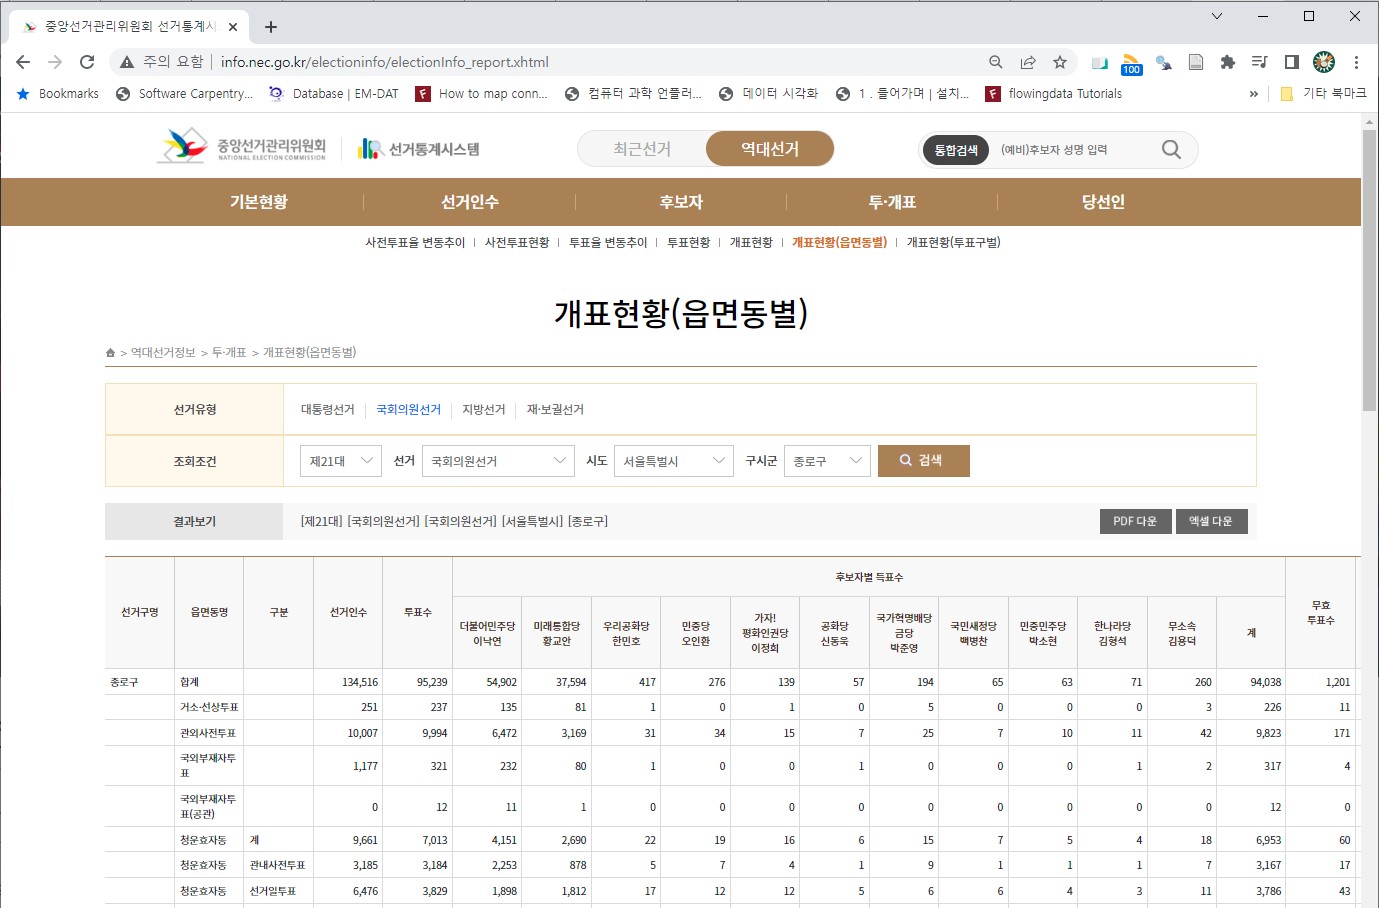 중앙선거관리위원회 선거통계시스
주의 요함 info.nec.go.kr/electioninfo/electionInfo_report.xhtml
100
Bookmarks Software Carpentry... Database | EM-DAT How to map conn... 컴퓨터 과학 언플러... 데이터 시각화 1. 들어가며 | 설치... flowingdata Tutorials » 기타 북마크
중앙선거관리위원회 NATIONAL ELECTION COMMISSION 선거통계시스템 최근선거 역대선거 통합검색 (예비)후보자 성명 입력
기본현황 선거인수 후보자 투·개표 당선인
사전투표율 변동추이 사전투표현황 투표율 변동추이 투표현황 개표현황 개표현황(읍면동별) 개표현황(투표구별)
개표현황(읍면동별)
> 역대선거정보 > 투·개표 > 개표현황(읍면동별)
선거유형 대통령선거 국회의원선거 지방선거 재·보궐선거
조회조건 제21대 선거 국회의원선거 시도 서울특별시 구시군 종로구 검색
결과보기 [제21대] [국회의원선거] [국회의원선거] [서울특별시] [종로구] PDF 다운 엑셀 다운
선거구명 읍면동명 구분 선거인수 투표수 후보자별 득표수 무효 투표수
더불어민주당 이낙연 미래통합당 황교안 우리공화당 한민호 민중당 오인환 가자! 평화인권당 이정희 공화당 신동욱 국가혁명배당금당 박준영 국민새정당 백병찬 민중민주당 박소현 한나라당 김형석 무소속 김용덕 계
종로구 합계 134,516 95,239 54,902 37,594 417 276 139 57 194 65 63 71 260 94,038 1,201
거소·선상투표 251 237 135 81 1 0 1 0 5 0 0 0 3 226 11
관외사전투표 10,007 9,994 6,472 3,169 31 34 15 7 25 7 10 11 42 9,823 171
국외부재자투표 1,177 321 232 80 1 0 0 1 0 0 0 1 2 317 4
국외부재자투표(공관) 0 12 11 1 0 0 0 0 0 0 0 0 0 12 0
청운효자동 계 9,661 7,013 4,151 2,690 22 19 16 6 15 7 5 4 18 6,953 60
청운효자동 관내사전투표 3,185 3,184 2,253 878 5 7 4 1 9 1 1 1 7 3,167 17
청운효자동 선거일투표 6,476 3,829 1,898 1,812 17 12 12 5 6 6 4 3 11 3,786 43